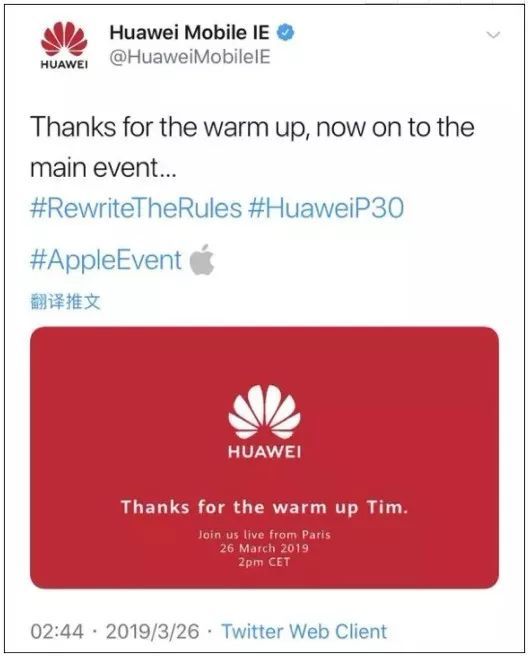 Huawei Mobile IE
HUAWEI
@HuaweiMobileIE
Thanks for the warm up, now on to the
main event...
#RewriteTheRules #HuaweiP30
#AppleEvent
翻译推文
HUAWEI
Thanks for the warm up Tim.
Join us live from Paris
26 March 2019
2pm CET
02:44 · 2019/3/26 · Twitter Web Client